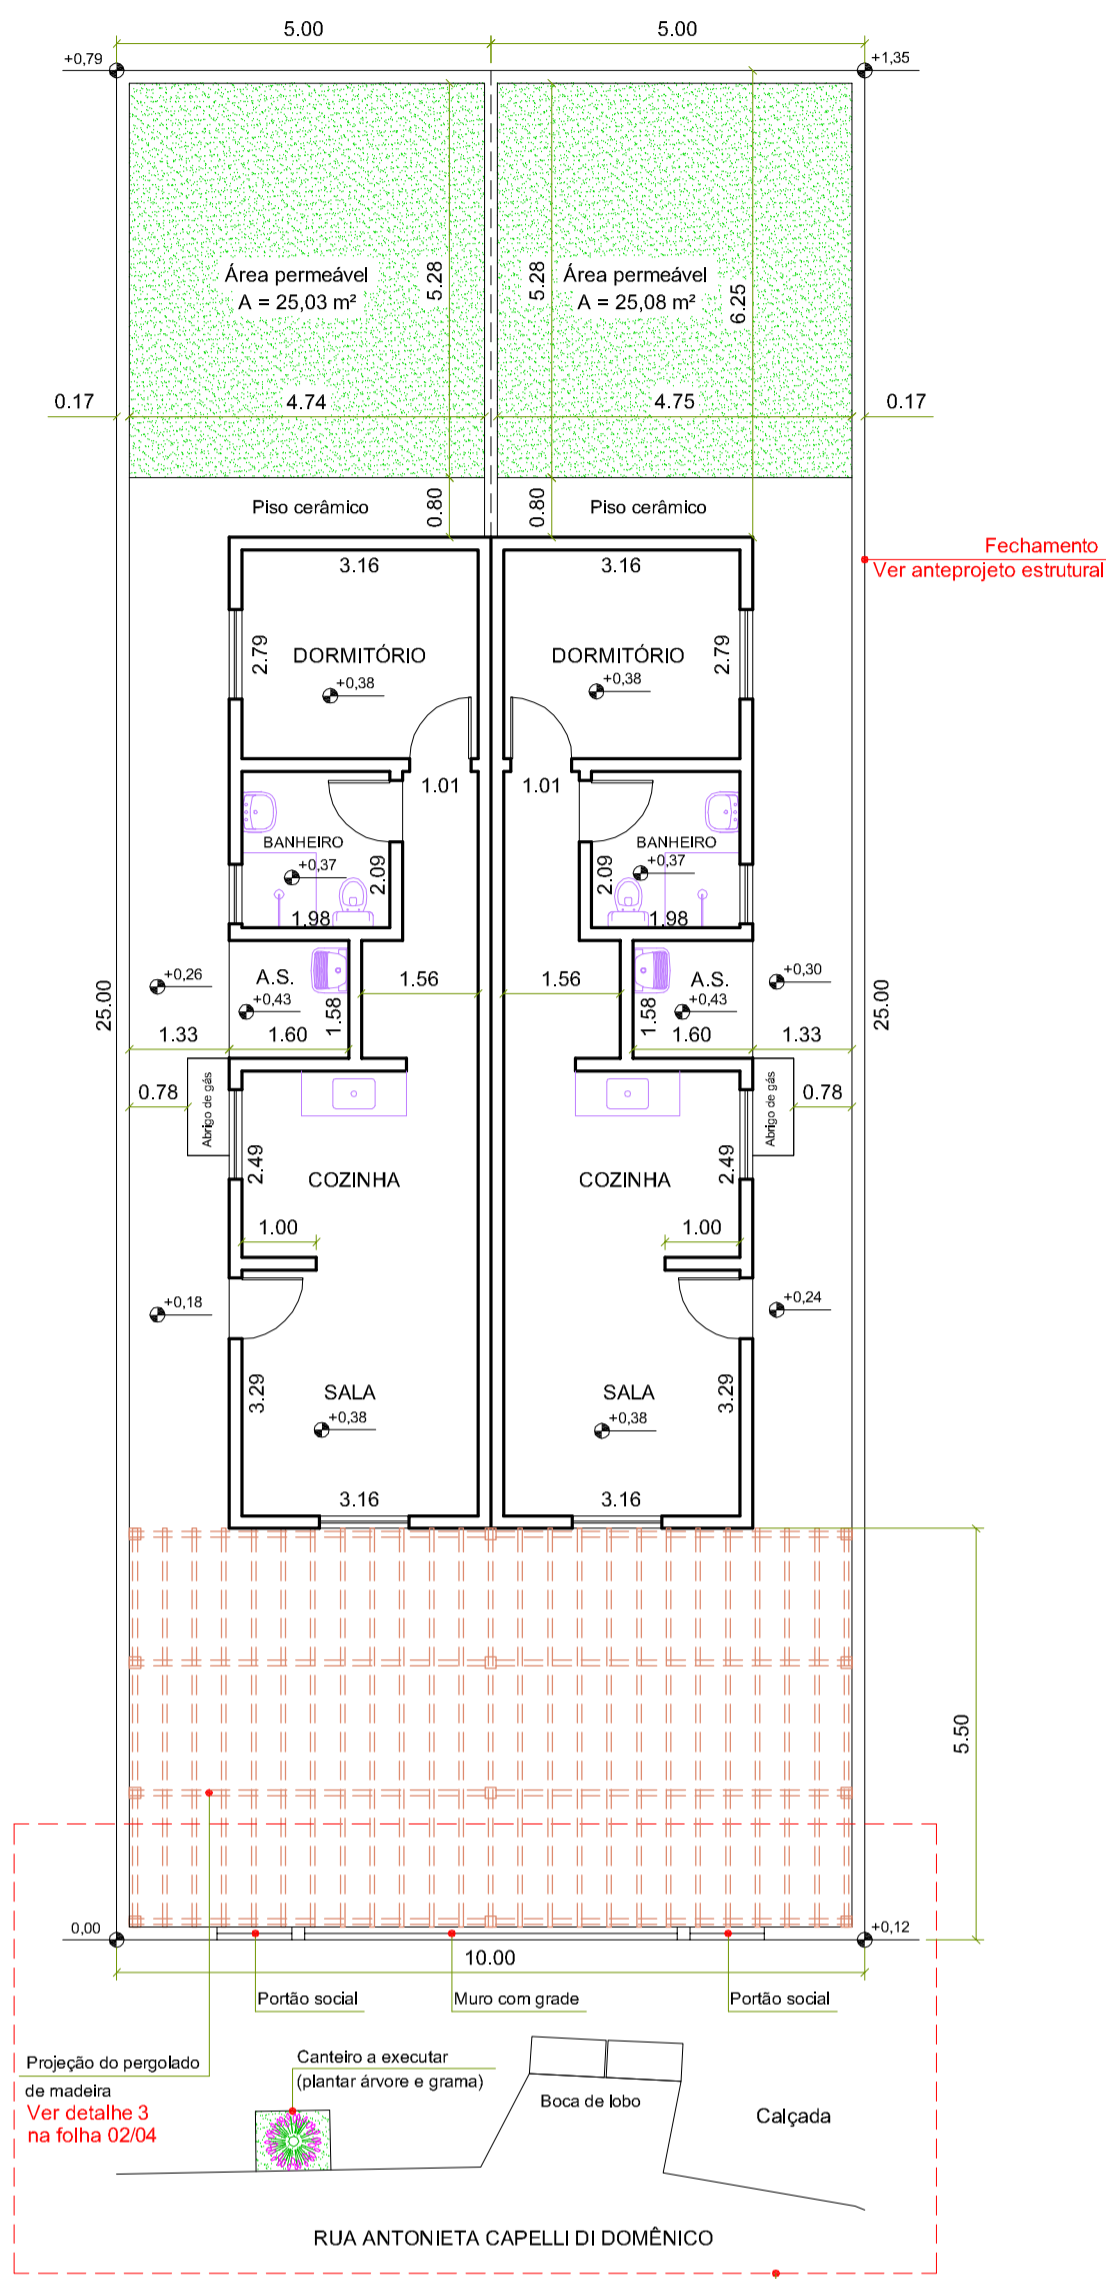 5.00
5.00
+0,79
+1,35
Área permeável
A = 25,03 m²
5.28
5.28
Área permeável
A = 25,08 m²
6.25
0.17
4.74
4.75
0.17
Piso cerâmico
0.80
0.80
Piso cerâmico
Fechamento
Ver anteprojeto estrutural
3.16
3.16
2.79
DORMITÓRIO
+0,38
DORMITÓRIO
+0,38
2.79
1.01
1.01
BANHEIRO
+0,37
2.09
1.98
BANHEIRO
+0,37
2.09
1.98
25.00
+0,26
A.S.
+0,43
1.58
1.56
1.56
1.58
A.S.
+0,43
+0,30
25.00
1.33
1.60
1.60
1.33
0.78
Abrigo de gás
Abrigo de gás
0.78
2.49
COZINHA
COZINHA
2.49
1.00
1.00
+0,18
+0,24
3.29
SALA
+0,38
SALA
+0,38
3.29
3.16
3.16
5.50
0,00
+0,12
10.00
Portão social
Muro com grade
Portão social
Projeção do pergolado
de madeira
Ver detalhe 3
na folha 02/04
Canteiro a executar
(plantar árvore e grama)
Boca de lobo
Calçada
RUA ANTONIETA CAPELLI DI DOMÊNICO